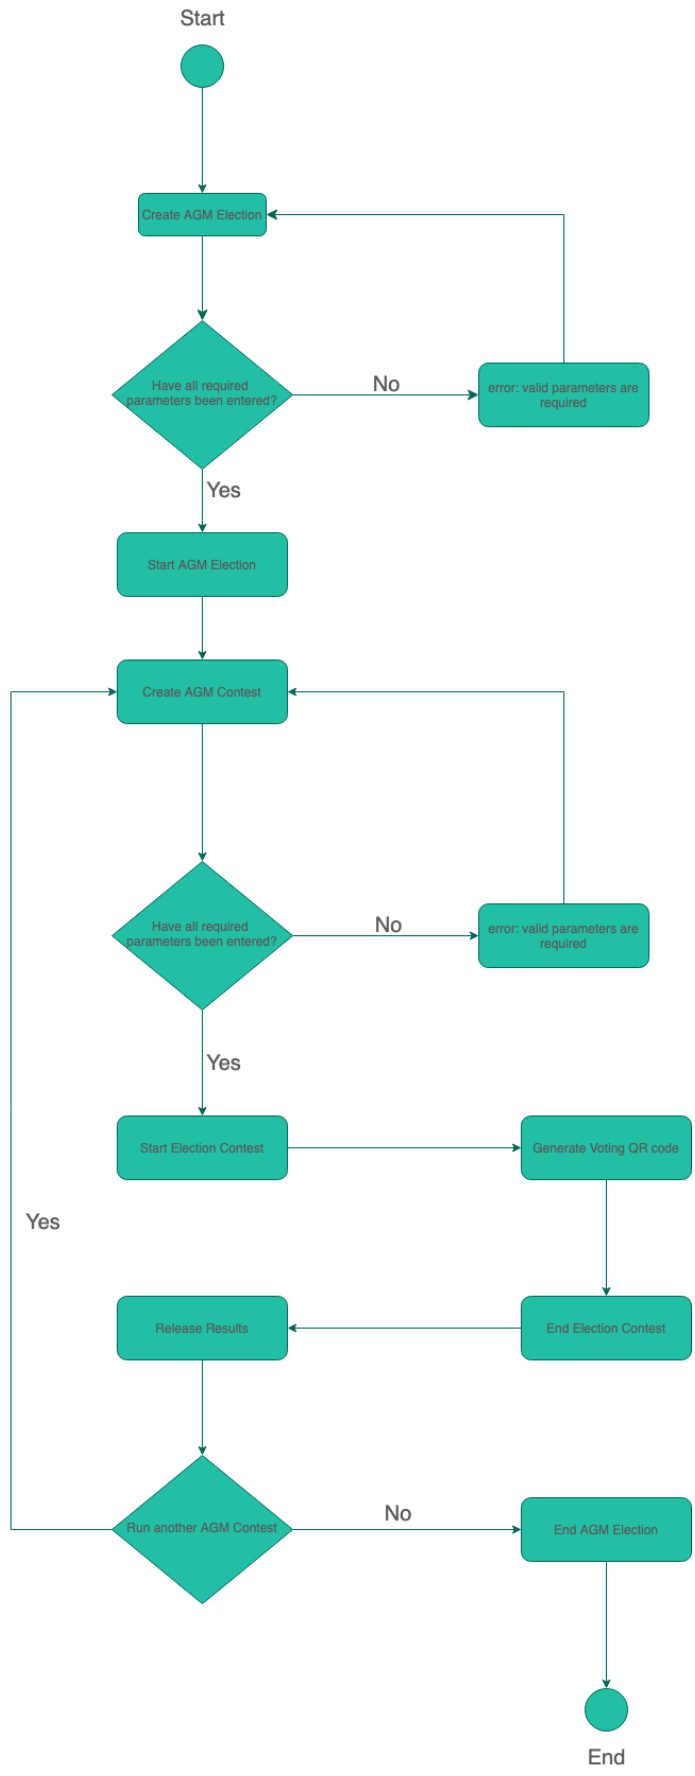 Start
Create AGM Election
Have all required
parameters been entered?
No
error: valid parameters are
required
Yes
Start AGM Election
Create AGM Contest
Have all required
parameters been entered?
No
error: valid parameters are
required
Yes
Start Election Contest
Generate Voting QR code
Yes
Release Results
End Election Contest
Run another AGM Contest
No
End AGM Election
End